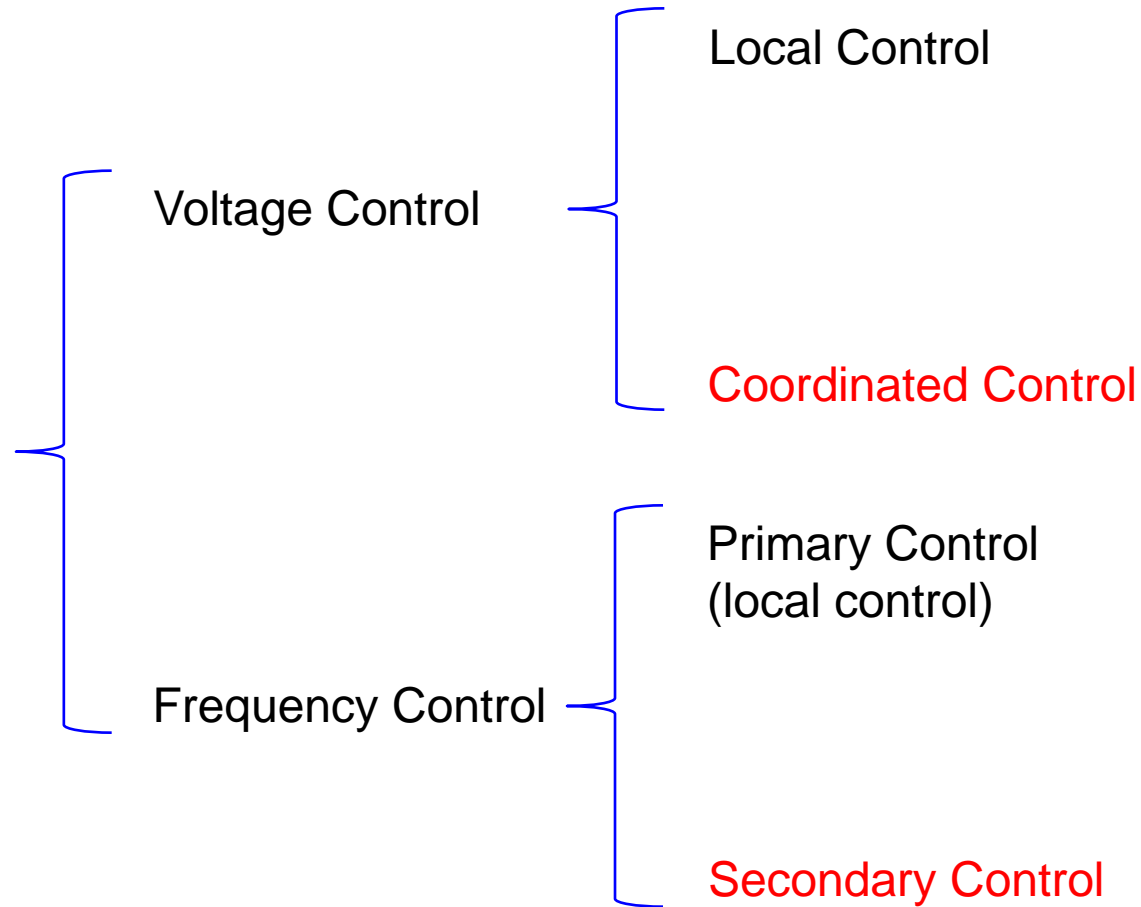 Local Control
Voltage Control
Coordinated Control
Primary Control
(local control)
Frequency Control
Secondary Control